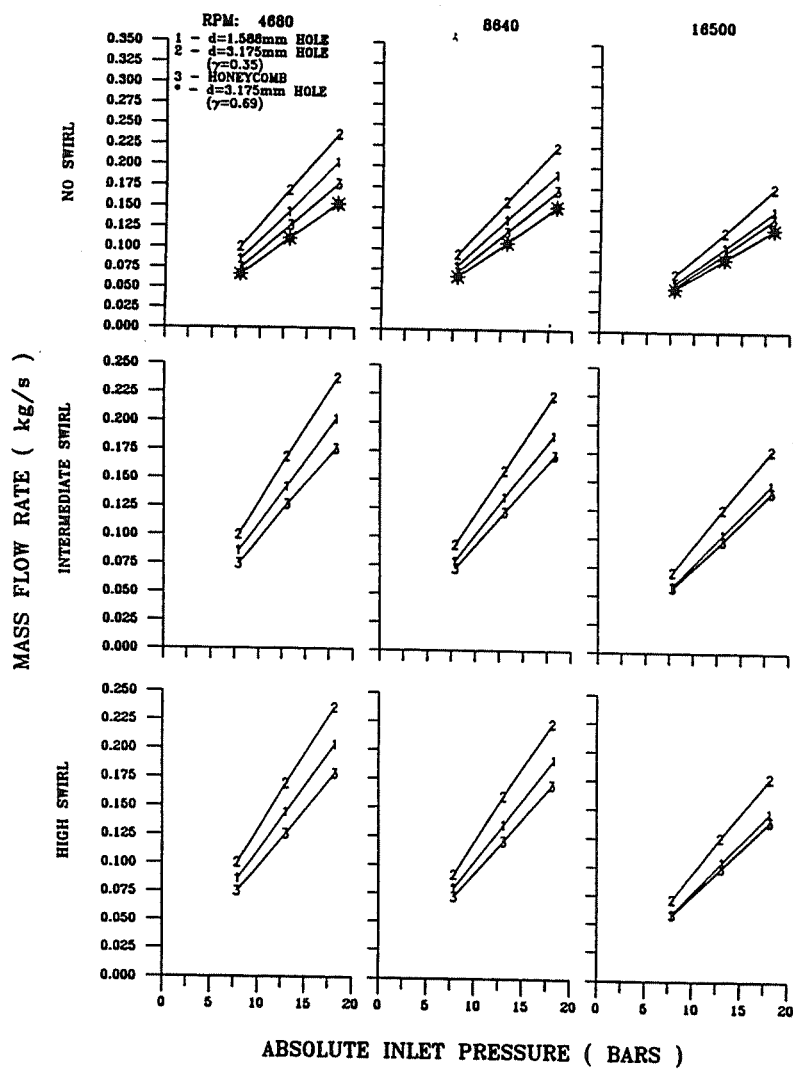 RPM: 4680
8640
16500
1 - d=1.588mm HOLE
2 - d=3.175mm HOLE
(γ=0.35)
3 - HONEYCOMB
* - d=3.175mm HOLE
(γ=0.69)
0.350
0.325
0.300
0.275
0.250
0.225
0.200
0.175
0.150
0.125
0.100
0.075
0.050
0.025
0.000
NO SWIRL
0.250
0.225
0.200
0.175
0.150
0.125
0.100
0.075
0.050
0.025
0.000
INTERMEDIATE SWIRL
MASS FLOW RATE ( kg/s )
0.250
0.225
0.200
0.175
0.150
0.125
0.100
0.075
0.050
0.025
0.000
HIGH SWIRL
0 5 10 15 20
0 5 10 15 20
0 5 10 15 20
ABSOLUTE INLET PRESSURE ( BARS )